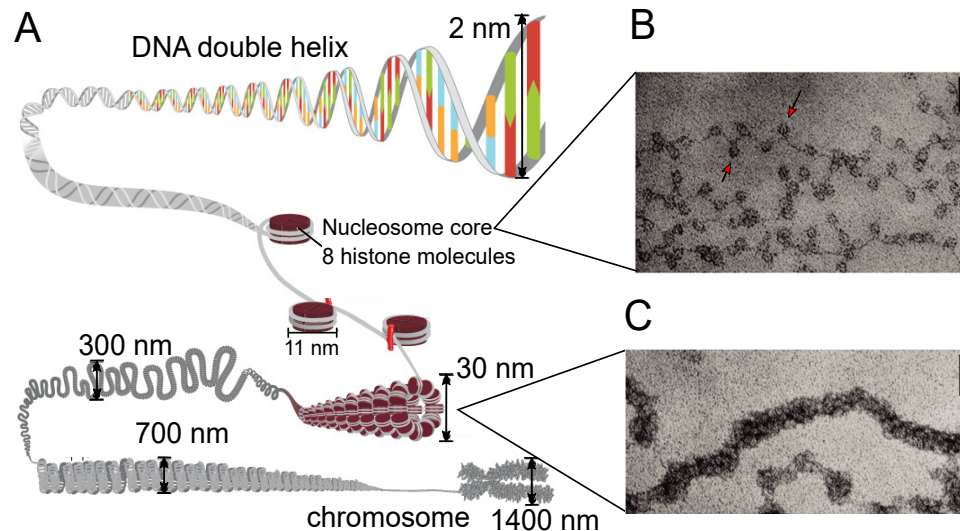 A
DNA double helix
2 nm
B
Nucleosome core
8 histone molecules
11 nm
C
300 nm
30 nm
700 nm
chromosome
1400 nm